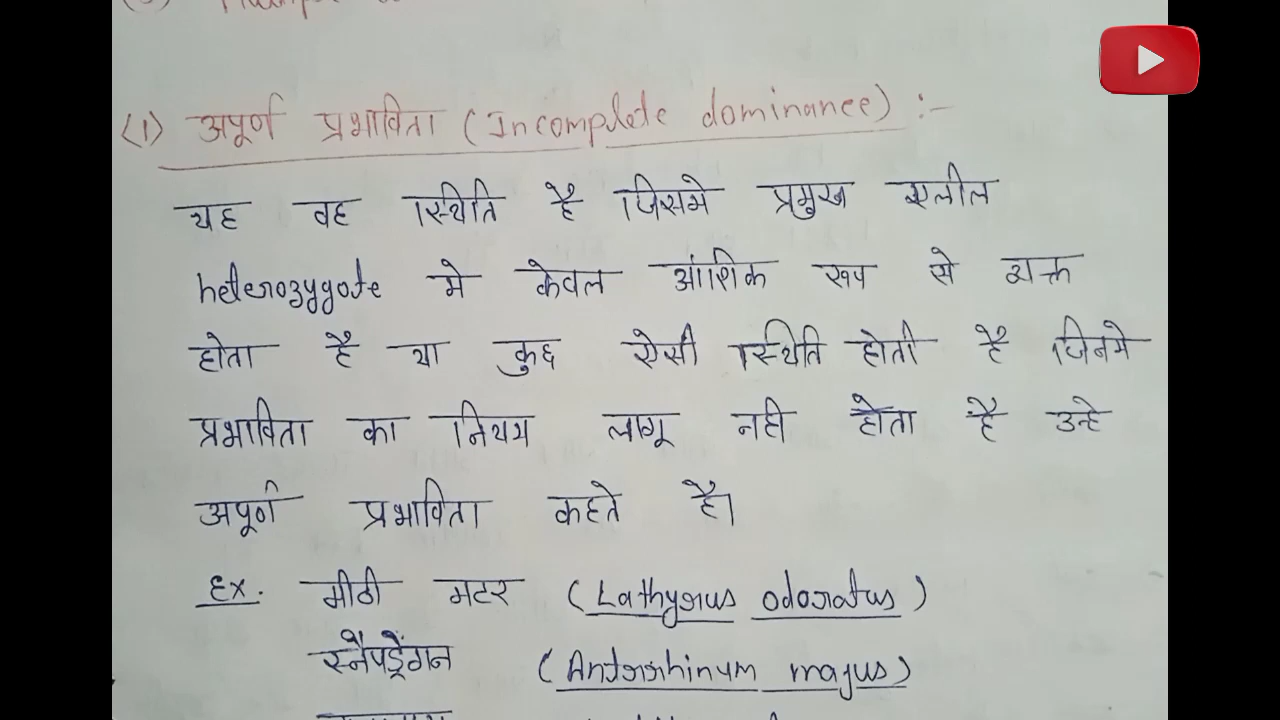 (1) अपूर्ण प्रभाविता (Incomplete dominance) :-
यह वह स्थिति है जिसमे प्रमुख एलील
heterozygote मे केवल आंशिक रूप से व्यक्त
होता है या कुछ ऐसी स्थिति होती है जिनमे
प्रभाविता का नियम लागू नही होता है उन्हे
अपूर्ण प्रभाविता कहते है।
Ex. मीठी मटर (Lathyrus odoratus)
स्नैपड्रेगन (Antirrhinum majus)